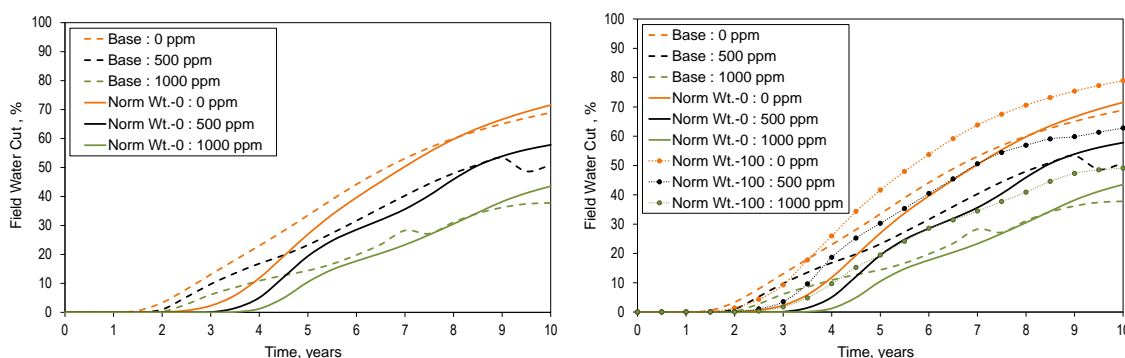 100
90
80
70
60
50
40
30
20
10
0
Field Water Cut , %
Base : 0 ppm
Base : 500 ppm
Base : 1000 ppm
Norm Wt.-0 : 0 ppm
Norm Wt.-0 : 500 ppm
Norm Wt.-0 : 1000 ppm
0 1 2 3 4 5 6 7 8 9 10
Time, years
100
90
80
70
60
50
40
30
20
10
0
Field Water Cut , %
Base : 0 ppm
Base : 500 ppm
Base : 1000 ppm
Norm Wt.-0 : 0 ppm
Norm Wt.-0 : 500 ppm
Norm Wt.-0 : 1000 ppm
Norm Wt.-100 : 0 ppm
Norm Wt.-100 : 500 ppm
Norm Wt.-100 : 1000 ppm
0 1 2 3 4 5 6 7 8 9 10
Time, years